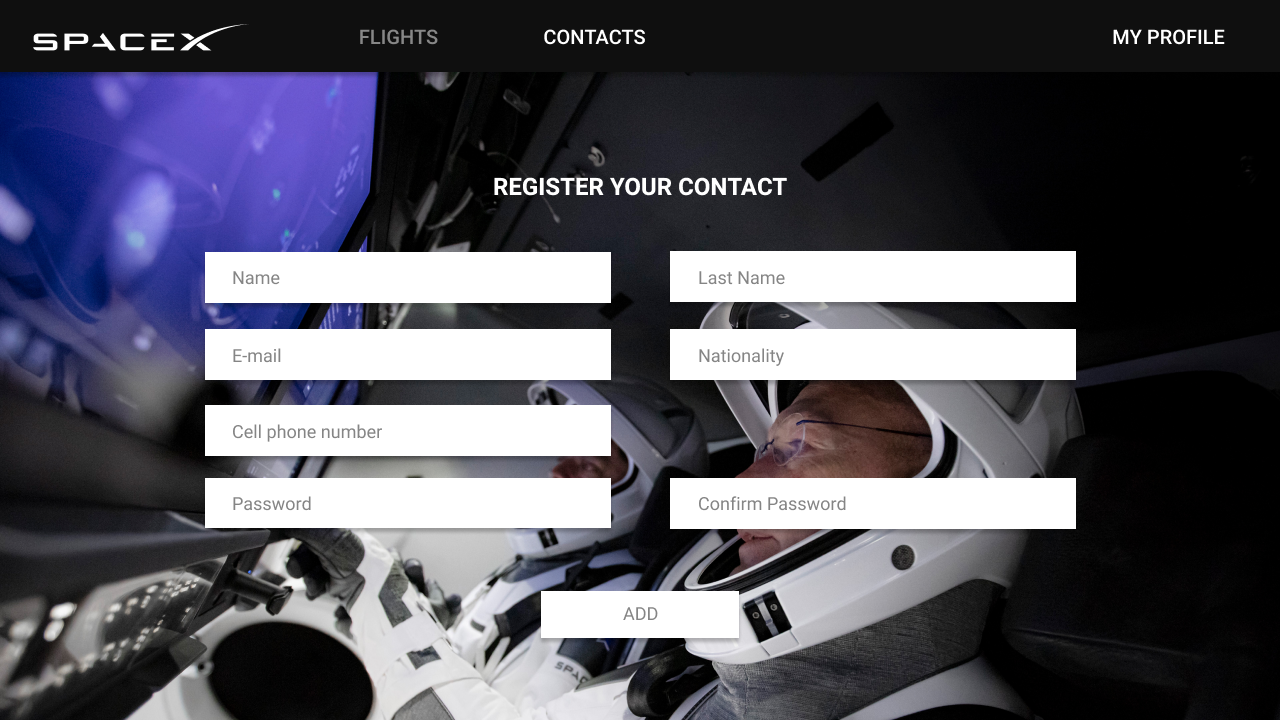 SPACEX FLIGHTS CONTACTS MY PROFILE
REGISTER YOUR CONTACT
Name Last Name
E-mail Nationality
Cell phone number
Password Confirm Password
ADD
SPAC